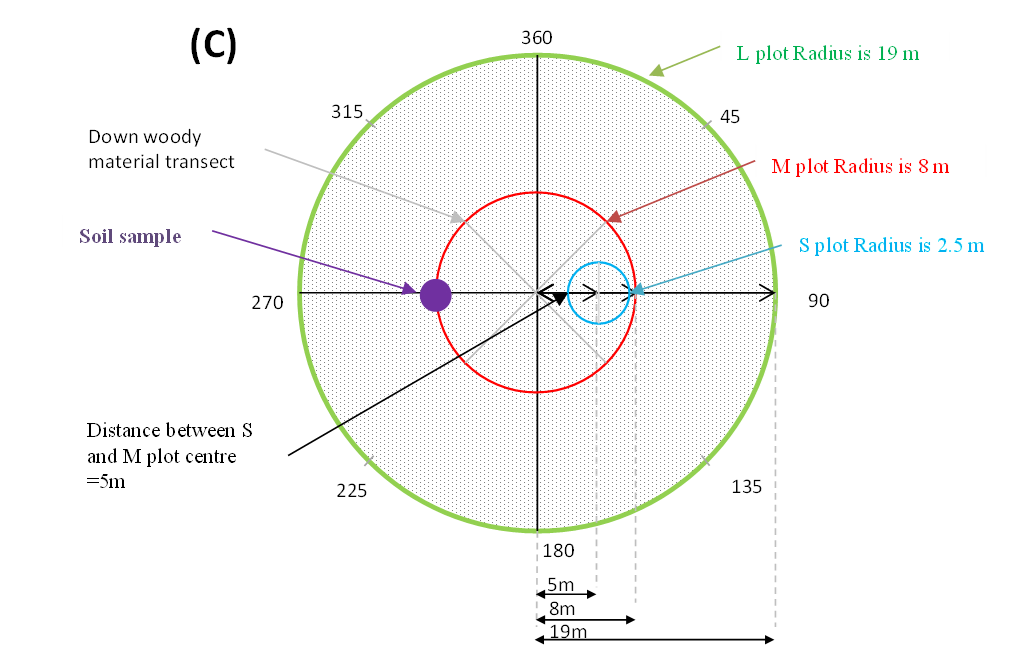 (C)
360
L plot Radius is 19 m
315
45
Down woody
material transect
M plot Radius is 8 m
Soil sample
S plot Radius is 2.5 m
270
90
Distance between S
and M plot centre
=5m
225
135
180
5m
8m
19m